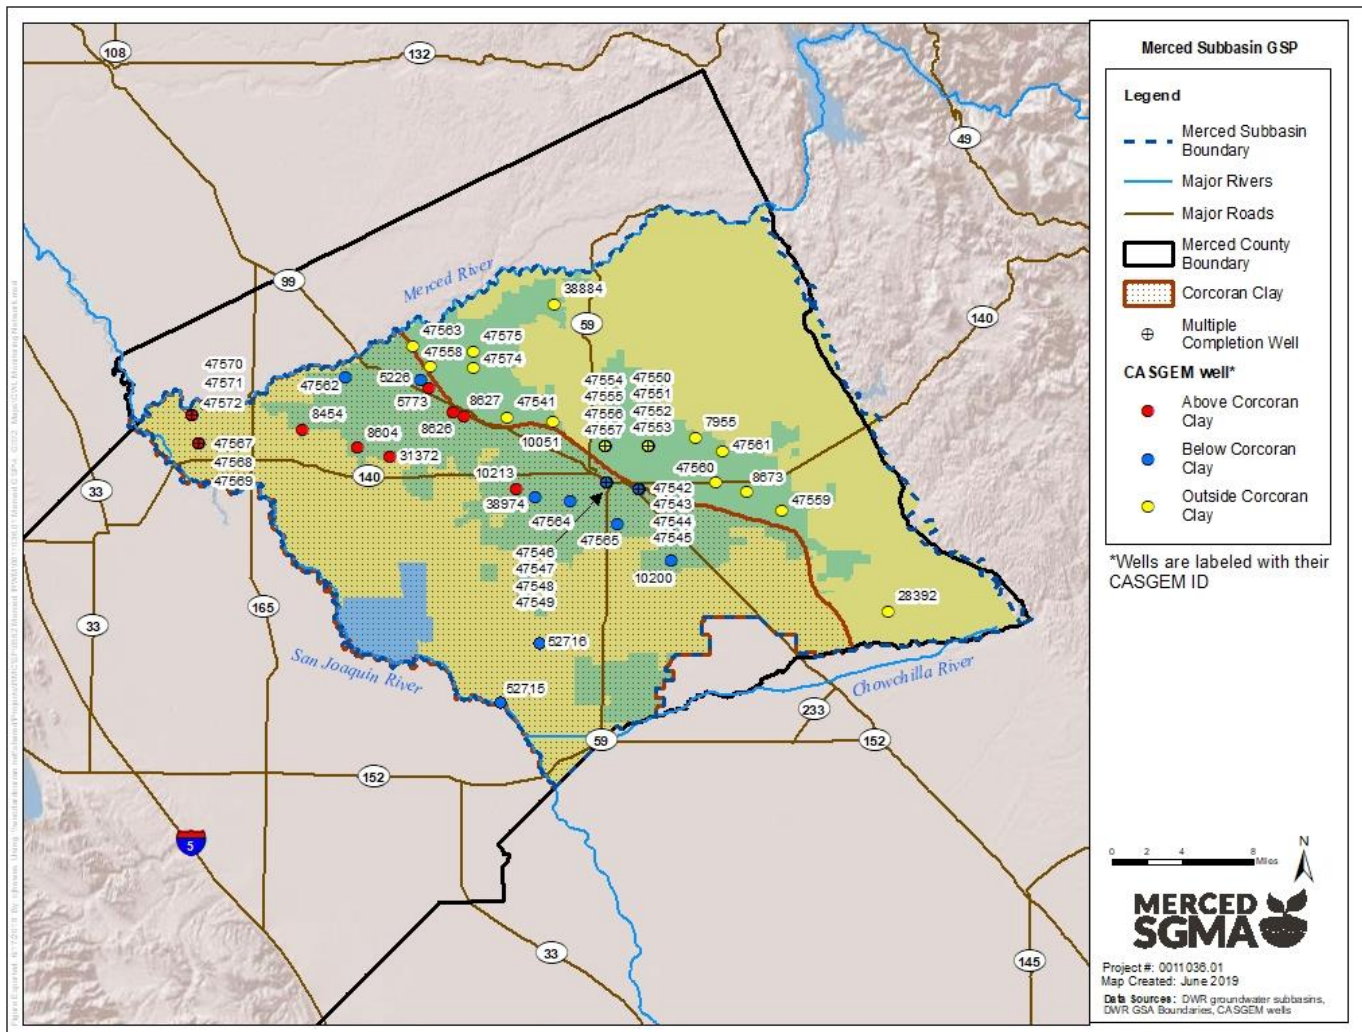 Merced Subbasin GSP
Legend
Merced Subbasin
Boundary
Major Rivers
Major Roads
Merced County
Boundary
Corcoran Clay
Multiple
Completion Well
CASGEM well*
Above Corcoran
Clay
Below Corcoran
Clay
Outside Corcoran
Clay
*Wells are labeled with their
CASGEM ID
0 2 4 8
Miles
N
MERCED
SGMA
Project #: 0011036.01
Map Created: June 2019
Data Sources: DWR groundwater subbasins,
DWR GSA Boundaries, CASGEM wells
108
132
49
99
Merced River
38884
59
140
47563
47575
47558
47574
47570
47571
47572
47562
5226
5773
8627
8626
47541
10051
47554
47555
47556
47557
47550
47551
47552
47553
7955
47561
8454
8604
31372
47567
47568
47569
140
10213
38974
47564
47565
47560
8673
47559
47542
47543
47544
47545
47546
47547
47548
47549
10200
33
165
33
28392
52716
San Joaquin River
52715
Chowchilla River
233
59
152
152
5
33
145